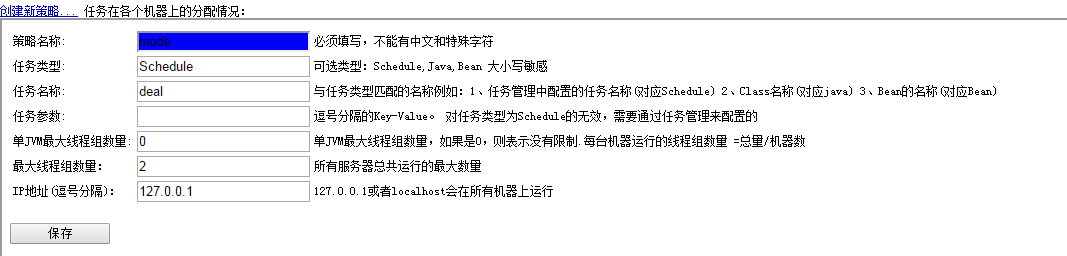 创建新策略... 任务在各个机器上的分配情况:
策略名称: mode 必须填写，不能有中文和特殊字符
任务类型: Schedule 可选类型：Schedule,Java,Bean 大小写敏感
任务名称: deal 与任务类型匹配的名称例如：1、任务管理中配置的任务名称(对应Schedule) 2、Class名称(对应java) 3、Bean的名称(对应Bean)
任务参数: 逗号分隔的Key-Value。 对任务类型为Schedule的无效，需要通过任务管理来配置的
单JVM最大线程组数量: 0 单JVM最大线程组数量，如果是0，则表示没有限制.每台机器运行的线程组数量 =总量/机器数
最大线程组数量： 2 所有服务器总共运行的最大数量
IP地址(逗号分隔)： 127.0.0.1 127.0.0.1或者localhost会在所有机器上运行
保存